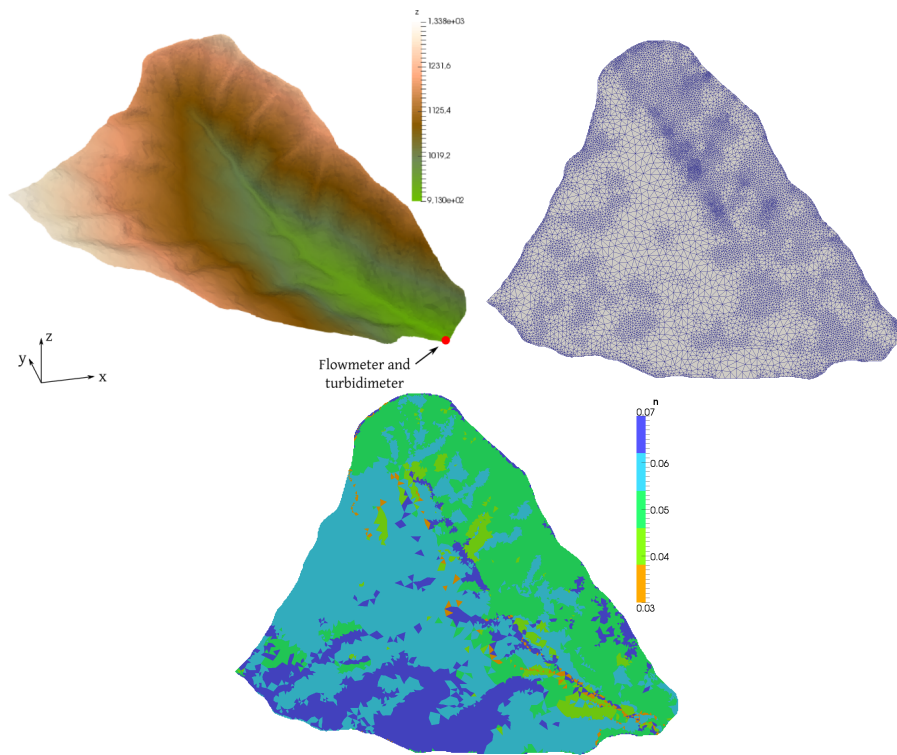 z
1,338e+03
1231.6
1125.4
1019.2
9,130e+02
z
y
x
Flowmeter and
turbidimeter
n
0.07
0.06
0.05
0.04
0.03